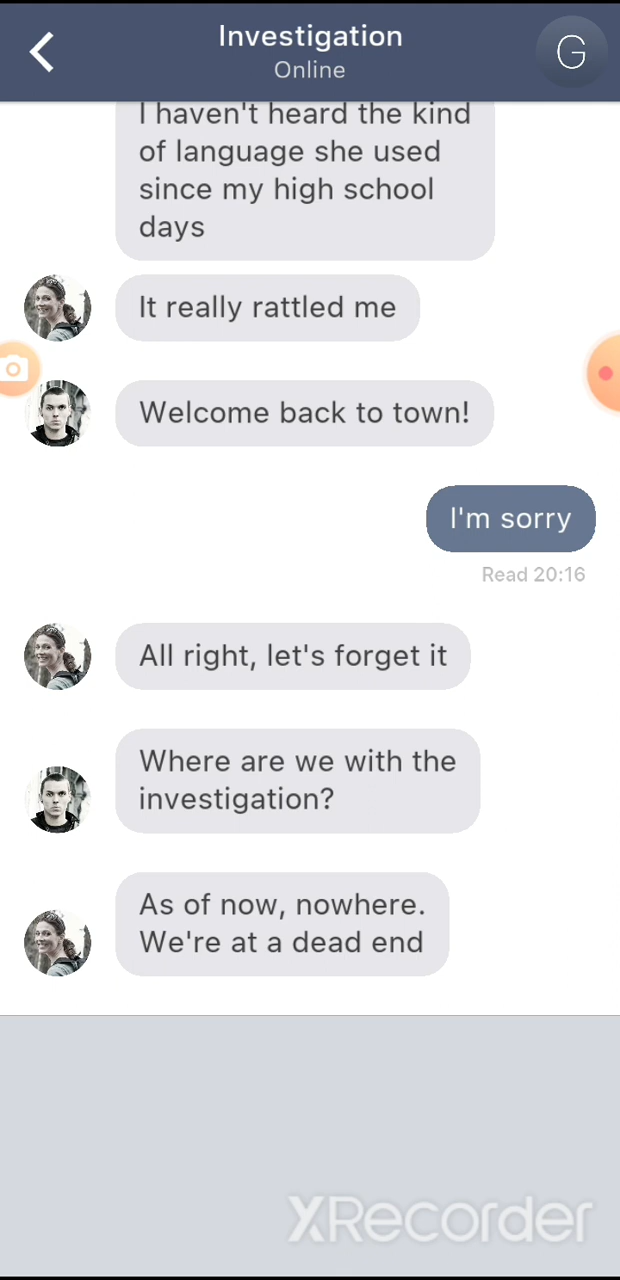 Investigation
Online
G
I haven't heard the kind
of language she used
since my high school
days
It really rattled me
Welcome back to town!
I'm sorry
Read 20:16
All right, let's forget it
Where are we with the
investigation?
As of now, nowhere.
We're at a dead end
XRecorder